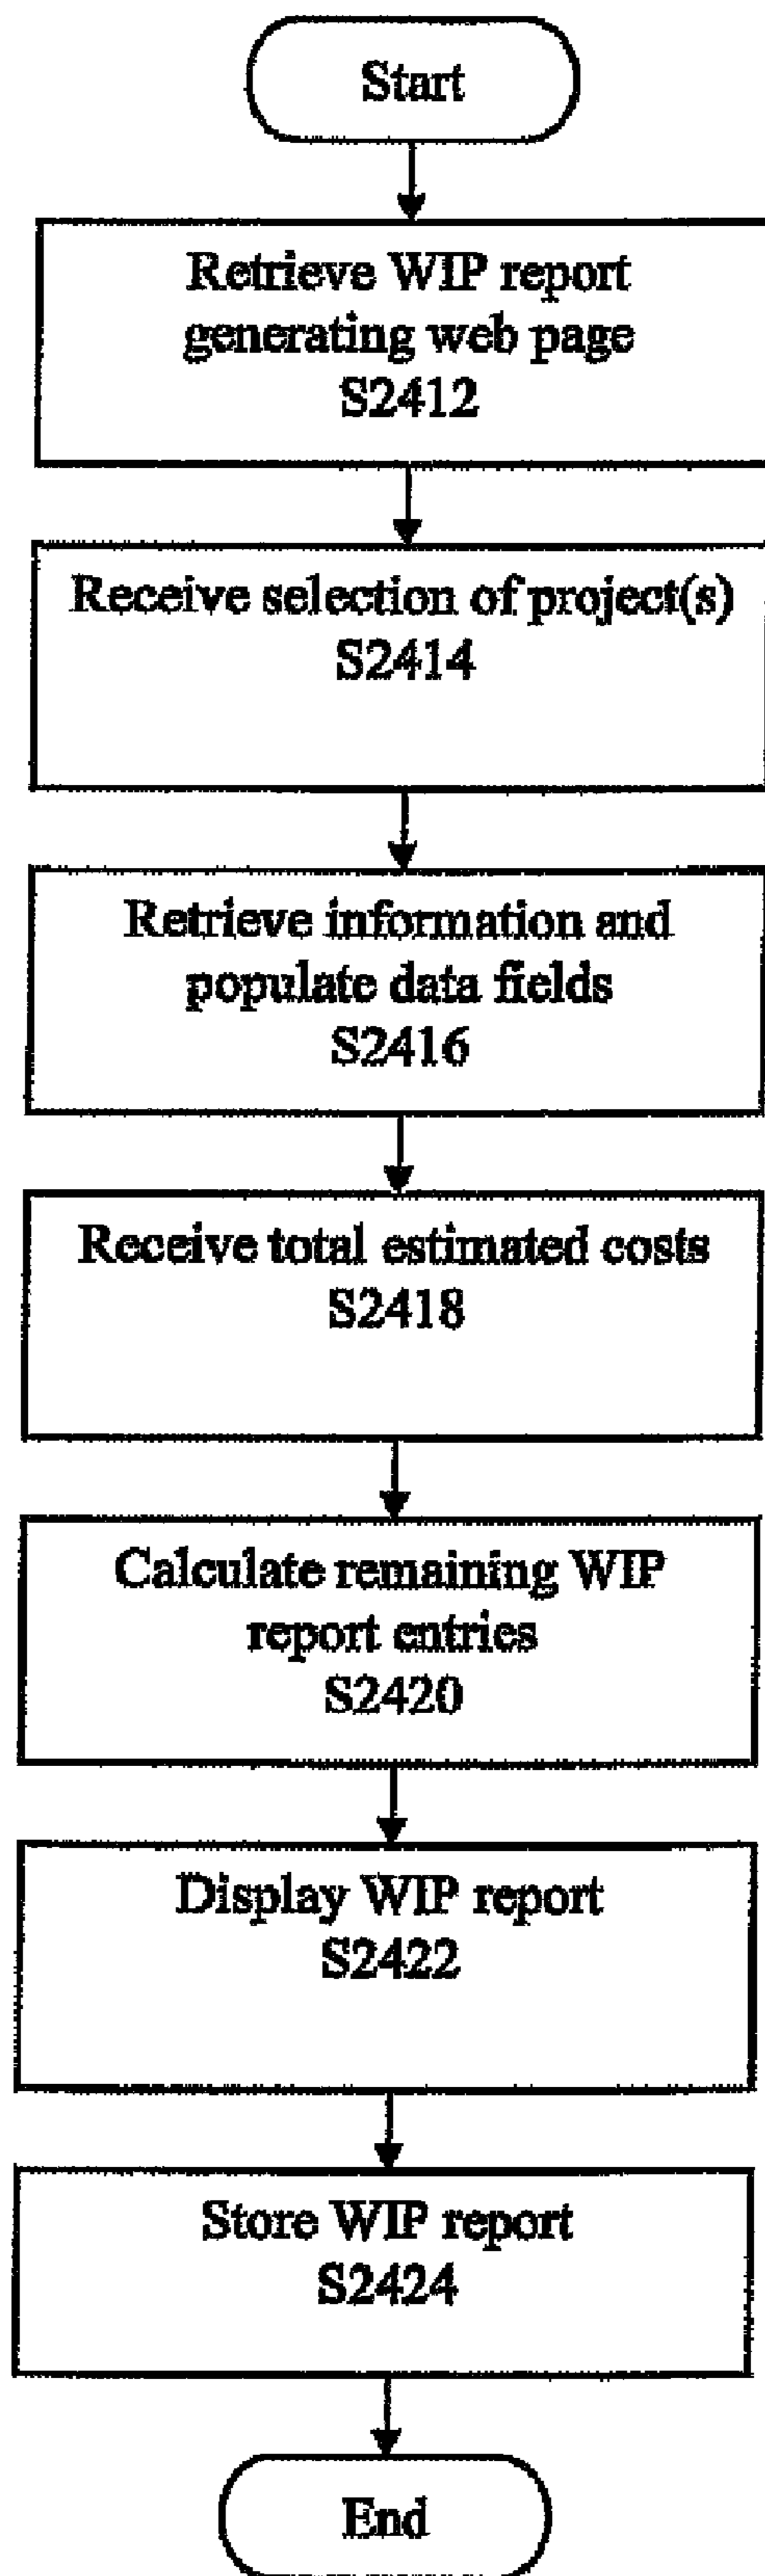 Start
Retrieve WIP report
generating web page
S2412
Receive selection of project(s)
S2414
Retrieve information and
populate data fields
S2416
Receive total estimated costs
S2418
Calculate remaining WIP
report entries
S2420
Display WIP report
S2422
Store WIP report
S2424
End